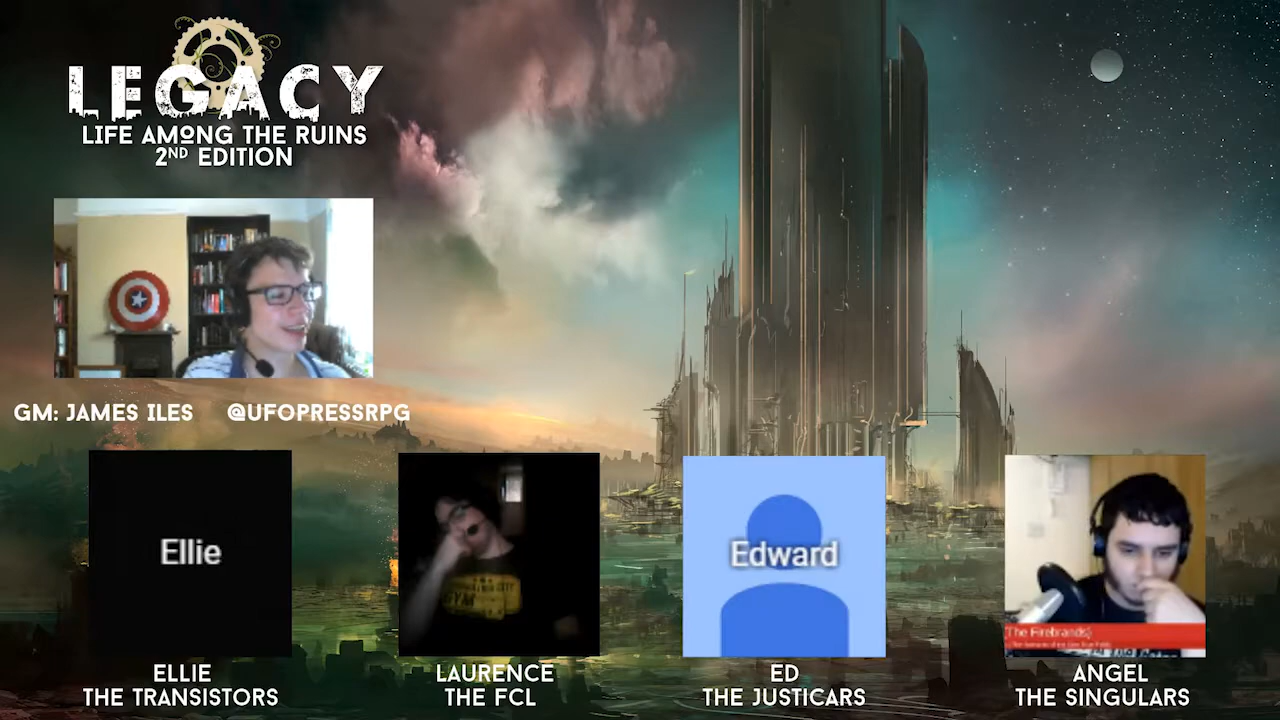 LEGACY
LIFE AMONG THE RUINS
2ND EDITION
GM: JAMES ILES @UFOPRESSRPG
Ellie
Edward
GYM
(The Firebrands)
ELLIE
THE TRANSISTORS
LAURENCE
THE FCL
ED
THE JUSTICARS
ANGEL
THE SINGULARS